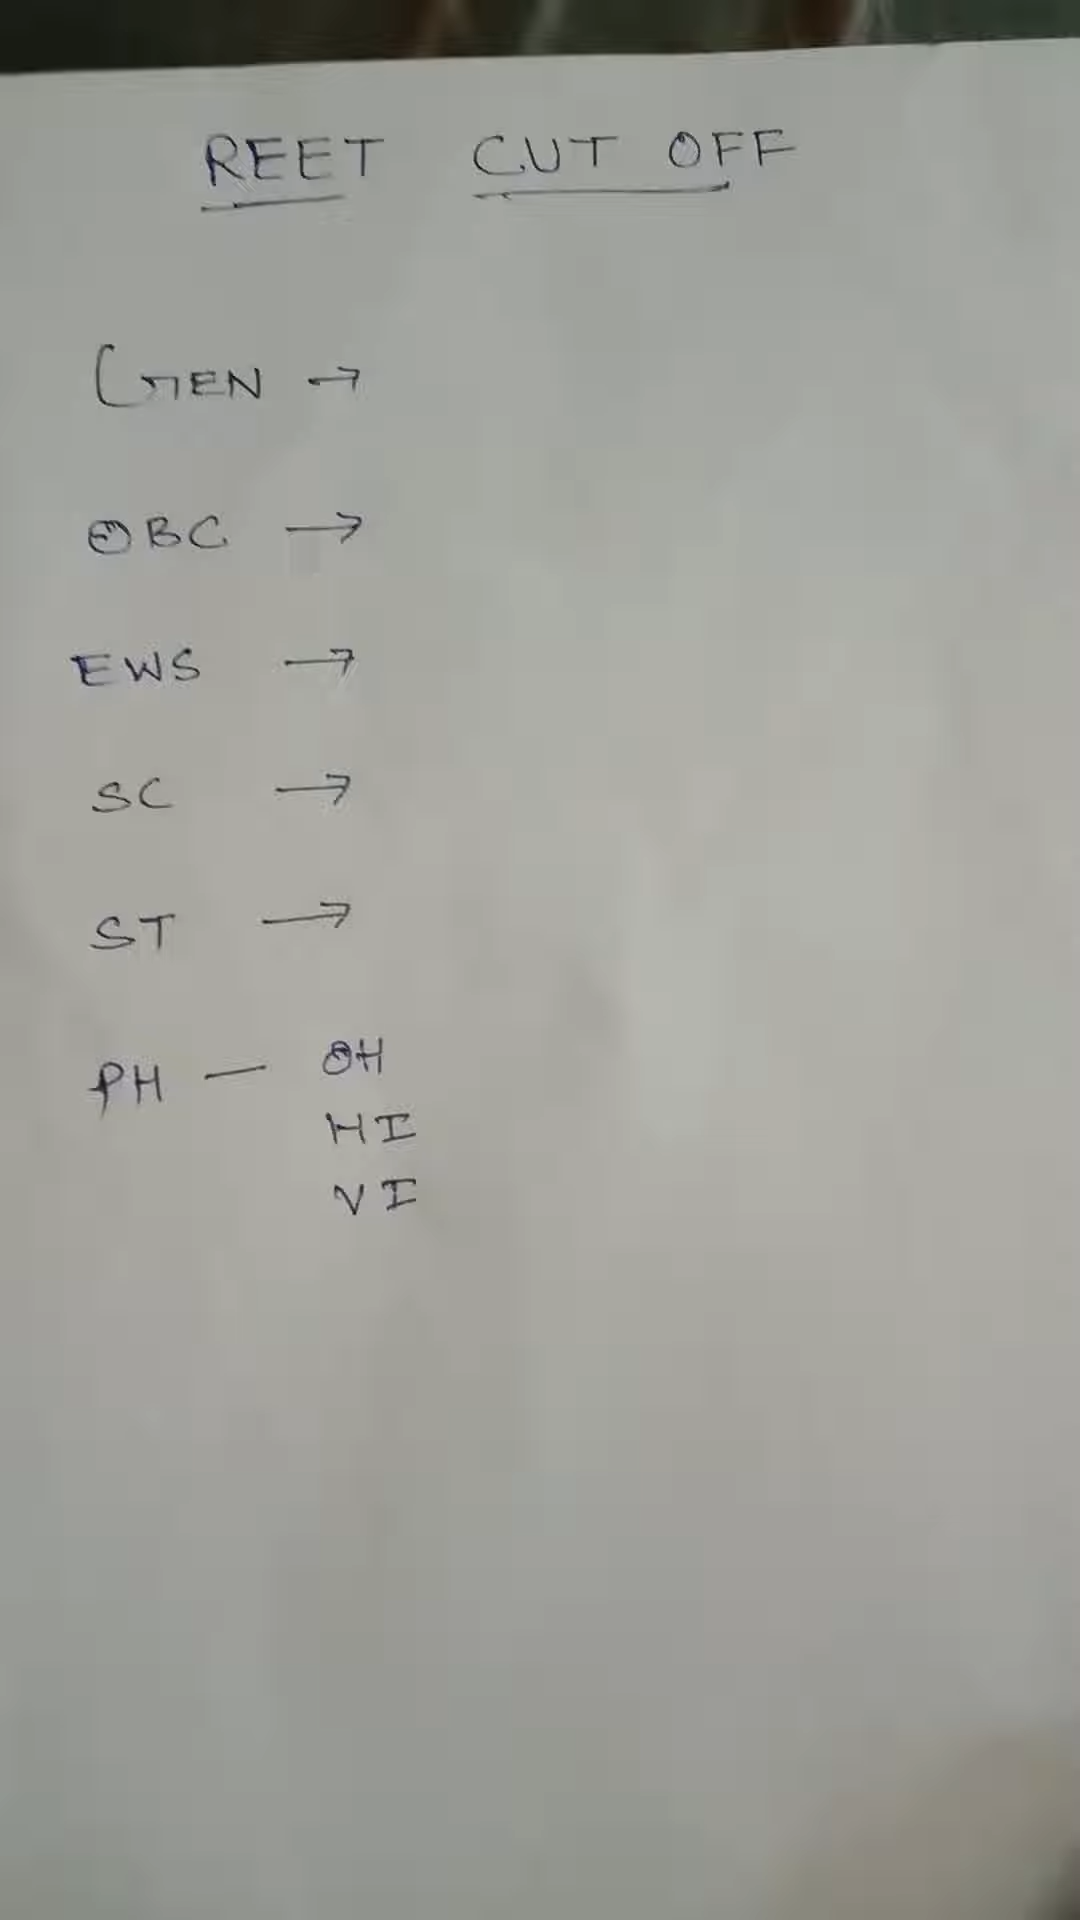 REET CUT OFF
GEN →
OBC →
EWS →
SC →
ST →
PH — OH
HI
VI